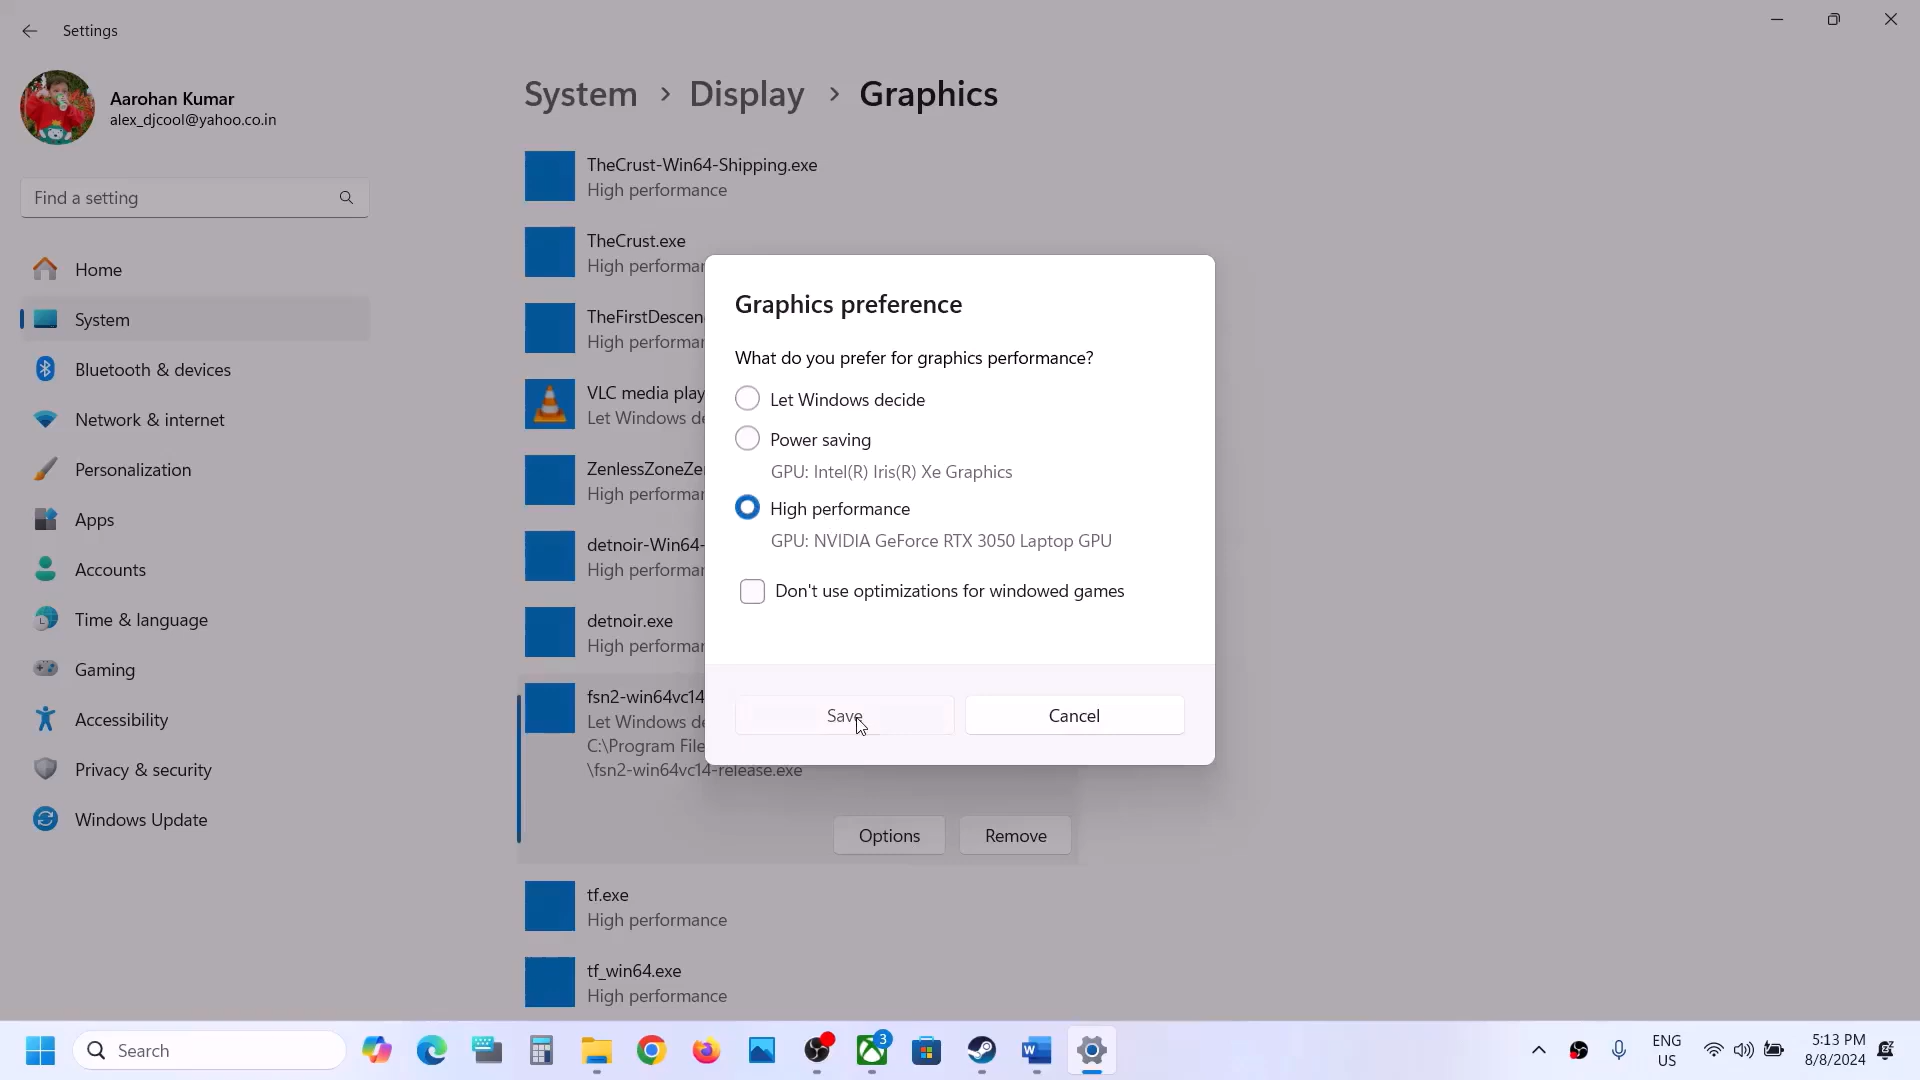 Settings
Aarohan Kumar
alex_djcool@yahoo.co.in
Find a setting
Home
System
Bluetooth & devices
Network & internet
Personalization
Apps
Accounts
Time & language
Gaming
Accessibility
Privacy & security
Windows Update
System > Display > Graphics
TheCrust-Win64-Shipping.exe
High performance
TheCrust.exe
High performa
TheFirstDescen
High performa
VLC media play
Let Windows de
ZenlessZoneZe
High performa
detnoir-Win64-
High performa
detnoir.exe
High performa
fsn2-win64vc14
Let Windows de
C:\Program File
\fsn2-win64vc14-release.exe
Options
Remove
tf.exe
High performance
tf_win64.exe
High performance
Graphics preference
What do you prefer for graphics performance?
Let Windows decide
Power saving
GPU: Intel(R) Iris(R) Xe Graphics
High performance
GPU: NVIDIA GeForce RTX 3050 Laptop GPU
Don't use optimizations for windowed games
Save
Cancel
Search
3
ENG
US
5:13 PM
8/8/2024